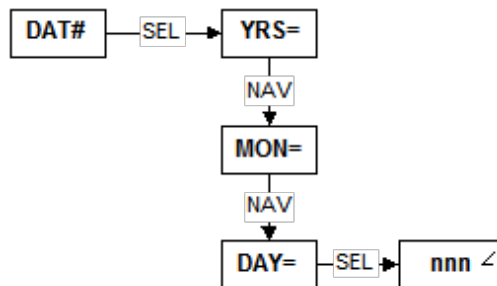 DAT# SEL YRS=
NAV
MON=
NAV
DAY= SEL nnn